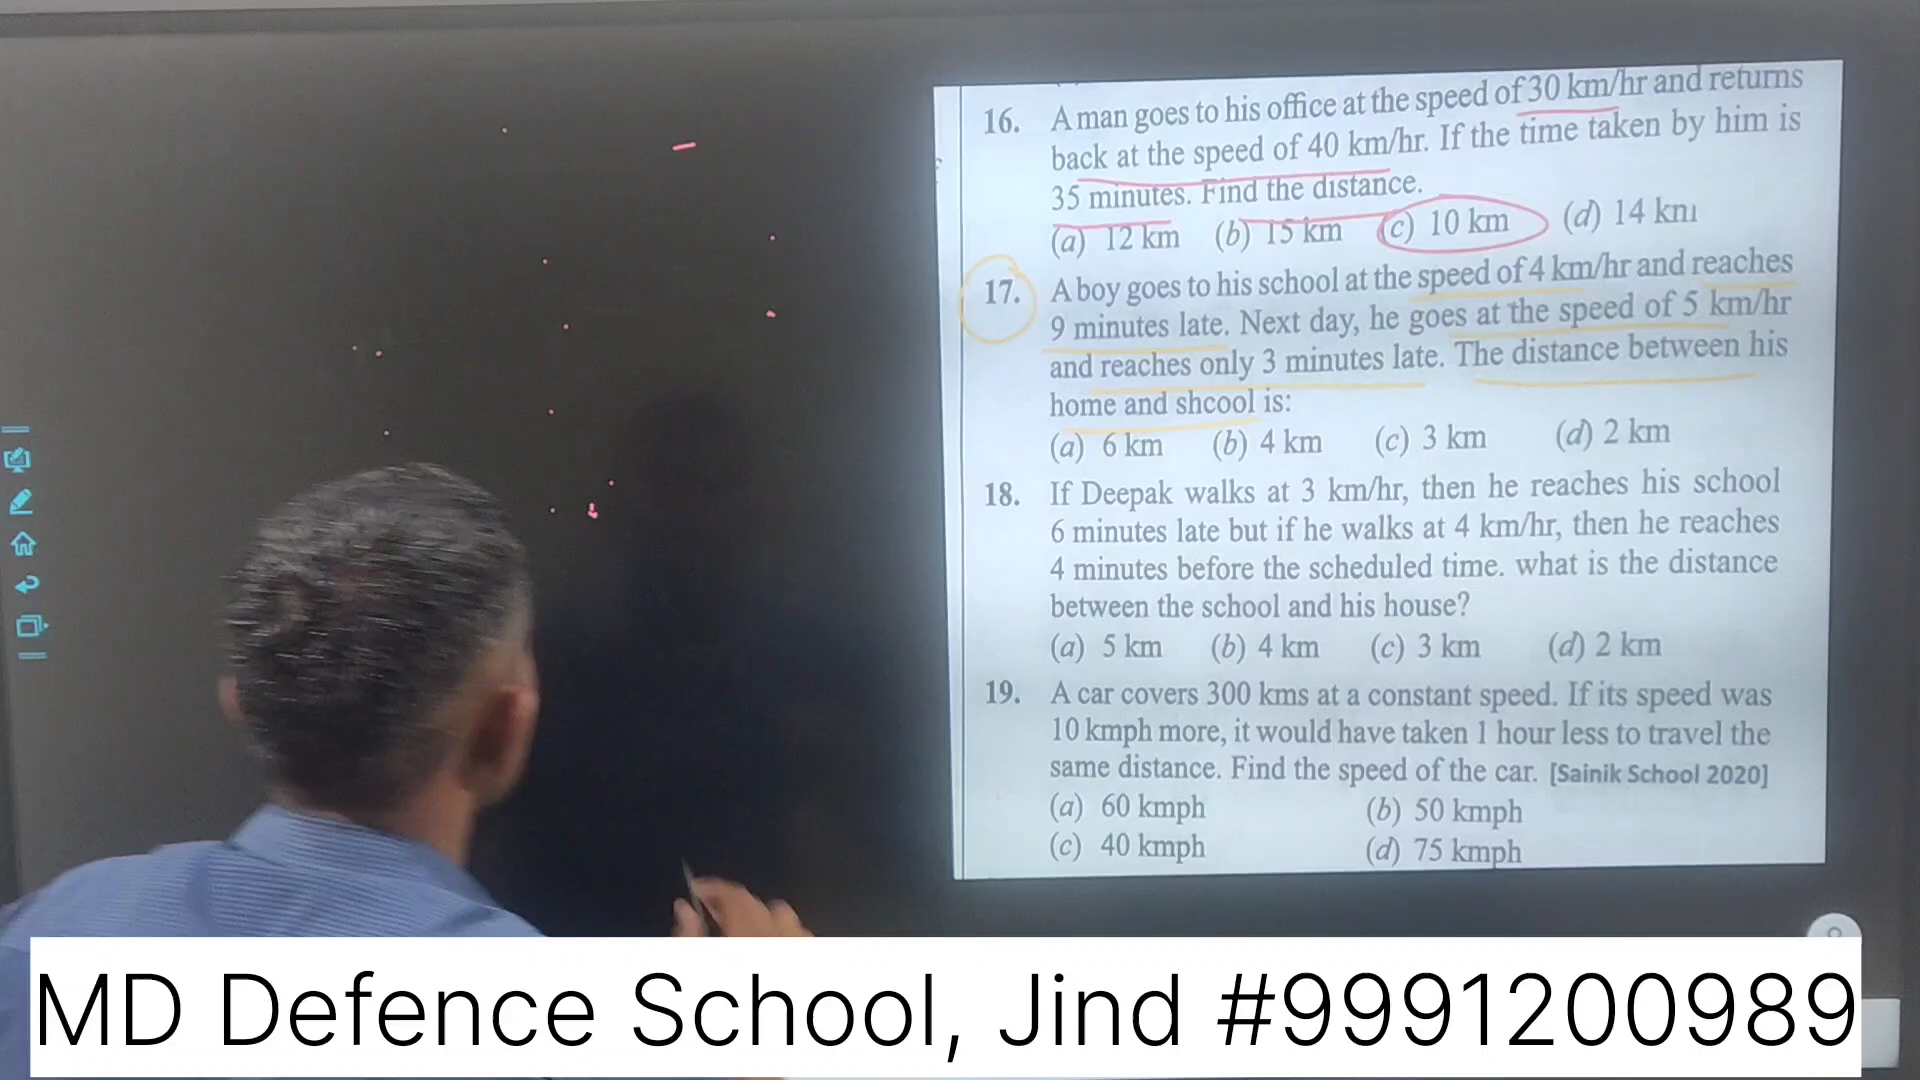 16. A man goes to his office at the speed of 30 km/hr and returns
back at the speed of 40 km/hr. If the time taken by him is
35 minutes. Find the distance.
(a) 12 km (b) 15 km (c) 10 km (d) 14 km
17. A boy goes to his school at the speed of 4 km/hr and reaches
9 minutes late. Next day, he goes at the speed of 5 km/hr
and reaches only 3 minutes late. The distance between his
home and shcool is:
(a) 6 km (b) 4 km (c) 3 km (d) 2 km
18. If Deepak walks at 3 km/hr, then he reaches his school
6 minutes late but if he walks at 4 km/hr, then he reaches
4 minutes before the scheduled time. what is the distance
between the school and his house?
(a) 5 km (b) 4 km (c) 3 km (d) 2 km
19. A car covers 300 kms at a constant speed. If its speed was
10 kmph more, it would have taken 1 hour less to travel the
same distance. Find the speed of the car. [Sainik School 2020]
(a) 60 kmph (b) 50 kmph
(c) 40 kmph (d) 75 kmph
MD Defence School, Jind #9991200989